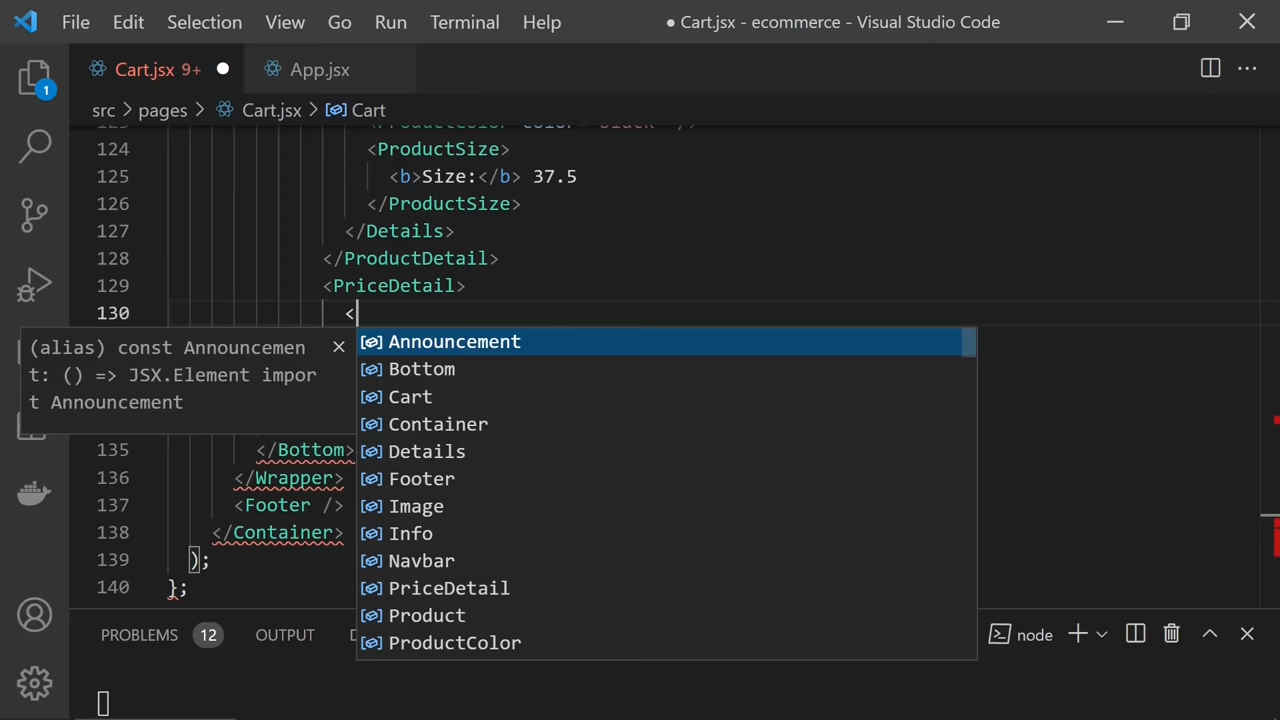 File Edit Selection View Go Run Terminal Help ● Cart.jsx - ecommerce - Visual Studio Code
1
Cart.jsx 9+ ● App.jsx ...
src > pages > Cart.jsx > Cart
124 <ProductSize>
125 <b>Size:</b> 37.5
126 </ProductSize>
127 </Details>
128 </ProductDetail>
129 <PriceDetail>
130 <
(alias) const Announcemen
t: () => JSX.Element impor
t Announcement
Announcement
Bottom
Cart
Container
Details
Footer
Image
Info
Navbar
PriceDetail
Product
ProductColor
135 </Bottom>
136 </Wrapper>
137 <Footer />
138 </Container>
139 );
140 };
PROBLEMS 12 OUTPUT node